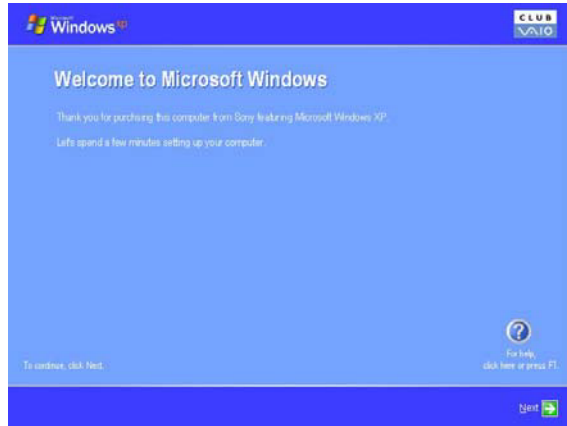 Microsoft
Windows xp
CLUB
VAIO
Welcome to Microsoft Windows
Thank you for purchasing this computer from Sony featuring Microsoft Windows XP.
Let's spend a few minutes setting up your computer.
To continue, click Next.
For help,
click here or press F1.
Next